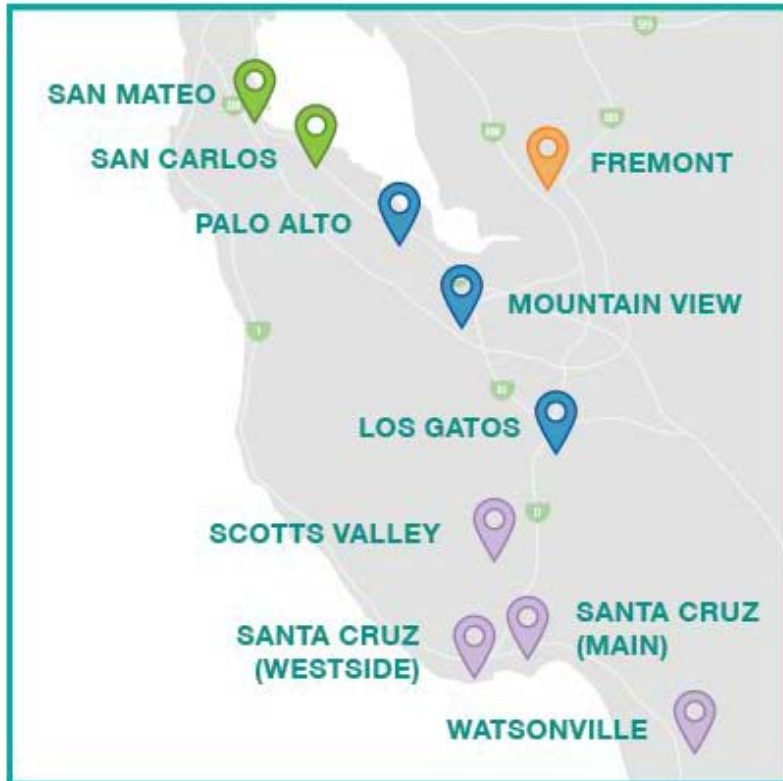 SAN MATEO
SAN CARLOS
FREMONT
PALO ALTO
MOUNTAIN VIEW
1
LOS GATOS
SCOTTS VALLEY
SANTA CRUZ
(MAIN)
SANTA CRUZ
(WESTSIDE)
WATSONVILLE